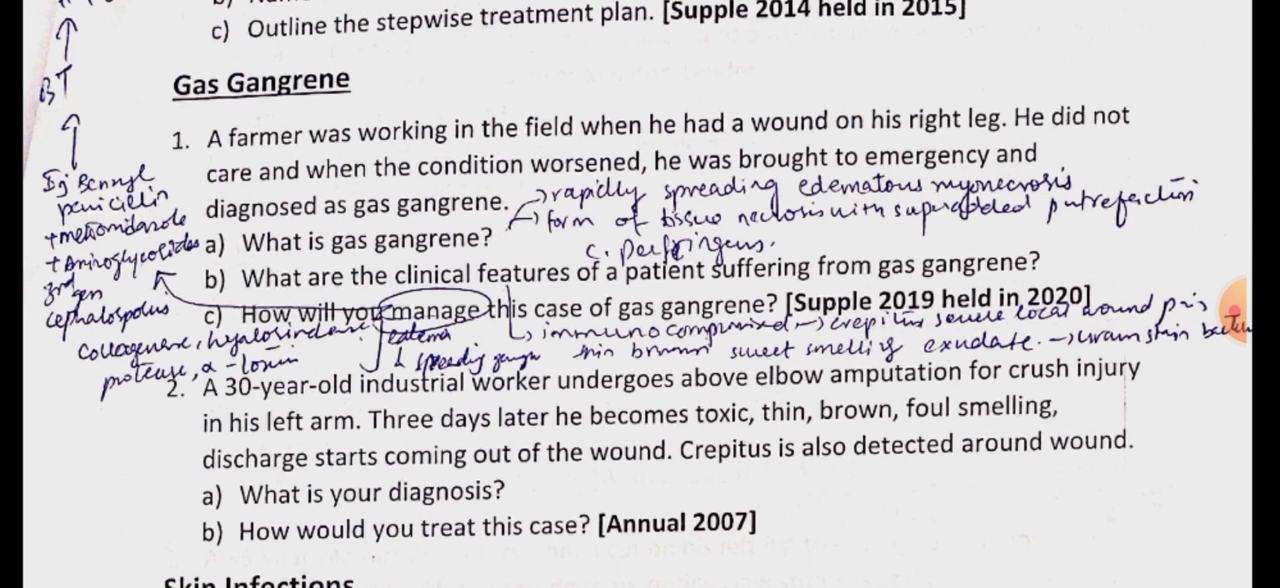 c) Outline the stepwise treatment plan. [Supple 2014 held in 2015]
BT
Gas Gangrene
1. A farmer was working in the field when he had a wound on his right leg. He did not
care and when the condition worsened, he was brought to emergency and
diagnosed as gas gangrene.
→ rapidly spreading edematous myonecrosis
→ form of tissue necrosis with superadded putrefaction
C. perfringens.
Inj Benzyl
penicillin
+ metronidazole
+ Aminoglycosides
3rd gen
cephalosporins
a) What is gas gangrene?
b) What are the clinical features of a patient suffering from gas gangrene?
c) How will you manage this case of gas gangrene? [Supple 2019 held in 2020]
→ immunocompromised → crepitus severe local wound
thin brown sweet smelling exudate. →
edema
spreading
protease, α-toxin
2. A 30-year-old industrial worker undergoes above elbow amputation for crush injury
in his left arm. Three days later he becomes toxic, thin, brown, foul smelling,
discharge starts coming out of the wound. Crepitus is also detected around wound.
a) What is your diagnosis?
b) How would you treat this case? [Annual 2007]
Skin Infections